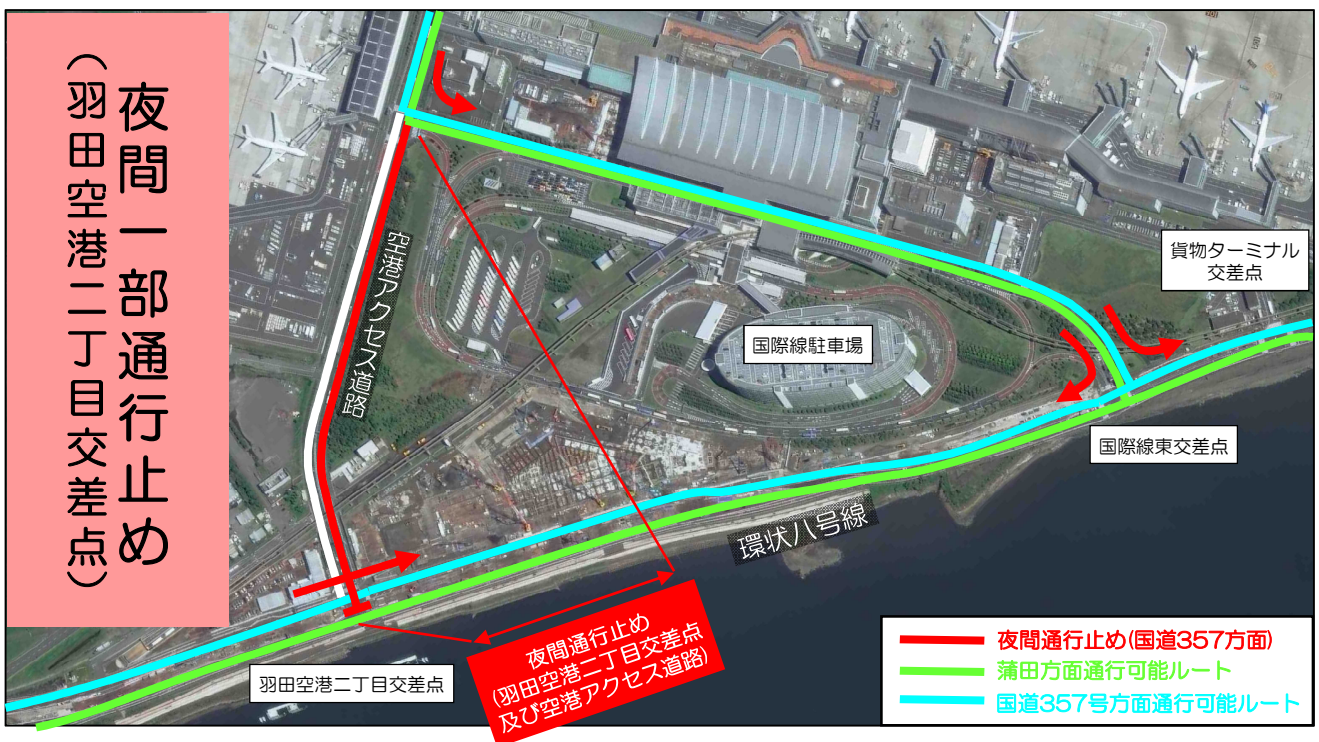 夜間一部通行止め
（羽田空港二丁目交差点）
空港アクセス道路
国際線駐車場
貨物ターミナル
交差点
国際線東交差点
環状八号線
羽田空港二丁目交差点
夜間通行止め
(羽田空港二丁目交差点
及び空港アクセス道路)
夜間通行止め(国道357方面)
蒲田方面通行可能ルート
国道357号方面通行可能ルート